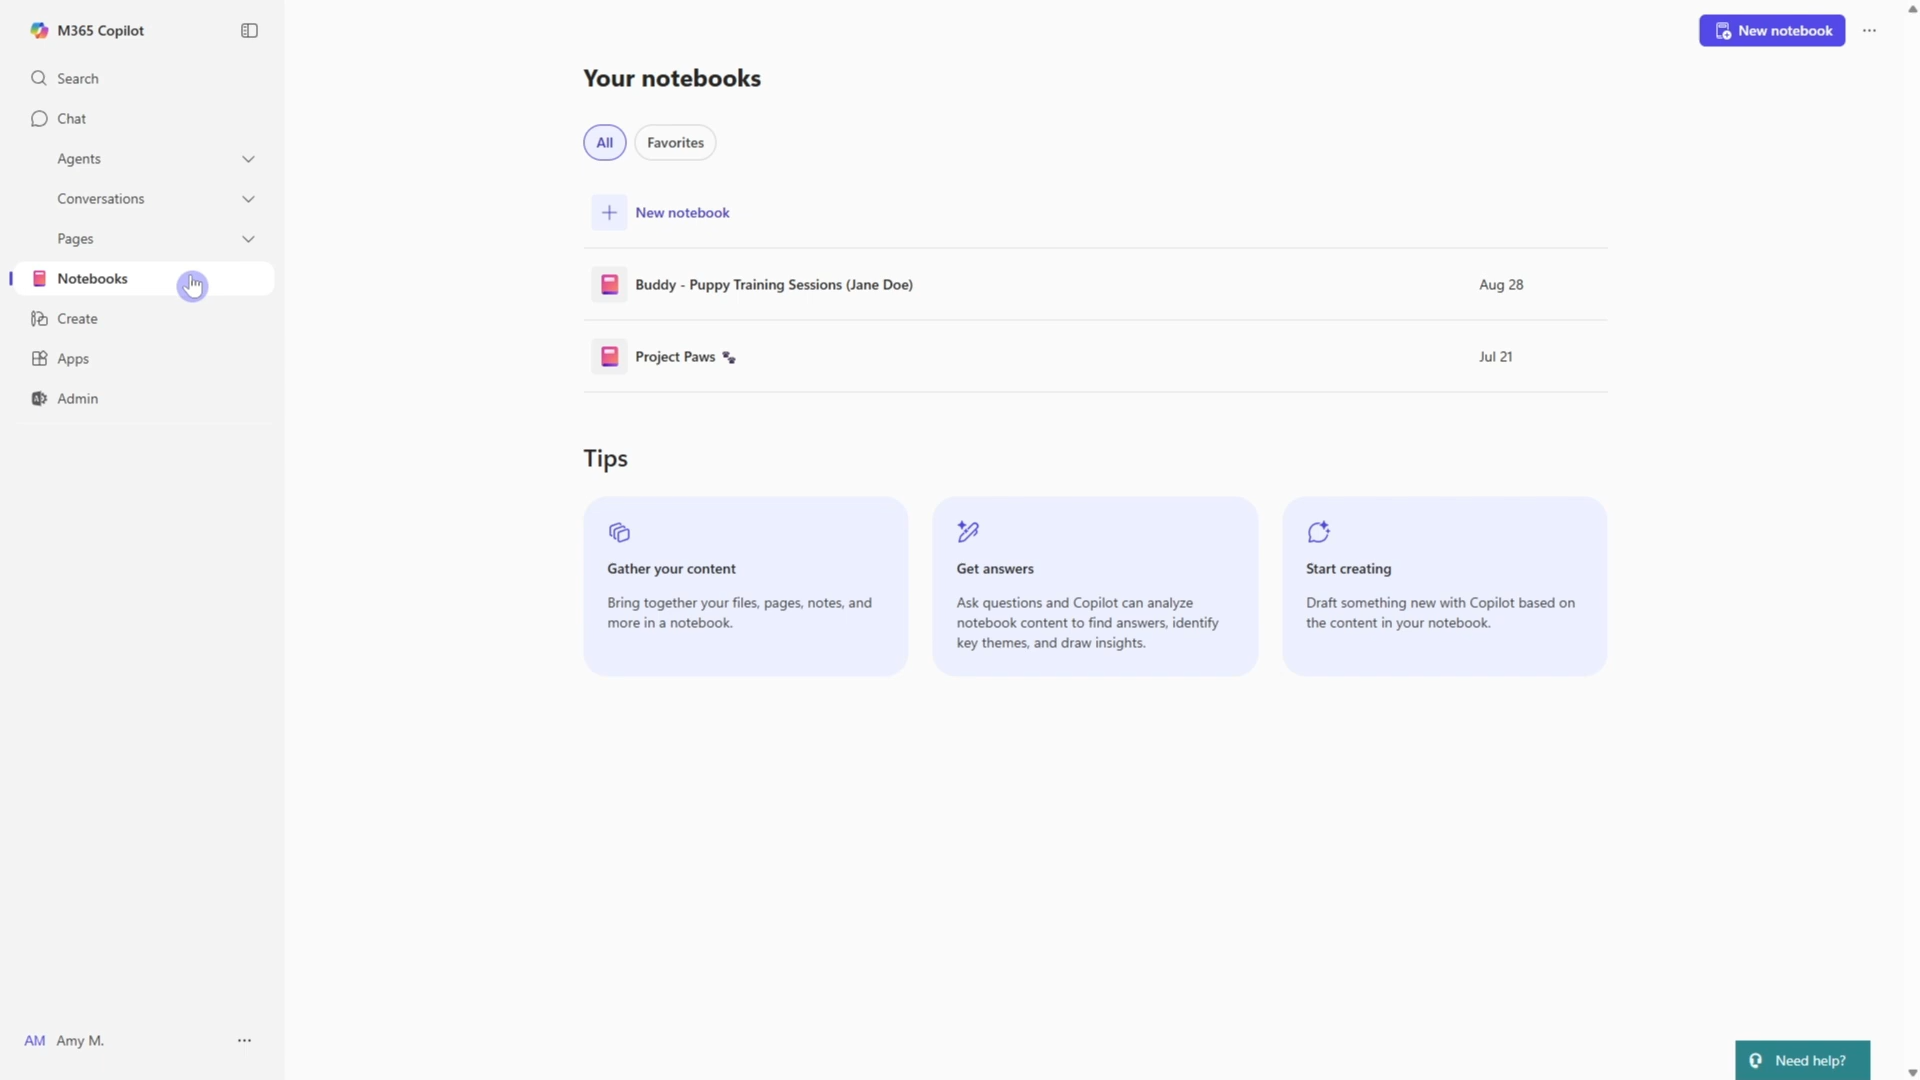 M365 Copilot
Search
Chat
Agents
Conversations
Pages
Notebooks
Create
Apps
Admin
AM Amy M.
New notebook
Your notebooks
All
Favorites
New notebook
Buddy - Puppy Training Sessions (Jane Doe) Aug 28
Project Paws 🐾 Jul 21
Tips
Gather your content
Bring together your files, pages, notes, and
more in a notebook.
Get answers
Ask questions and Copilot can analyze
notebook content to find answers, identify
key themes, and draw insights.
Start creating
Draft something new with Copilot based on
the content in your notebook.
Need help?